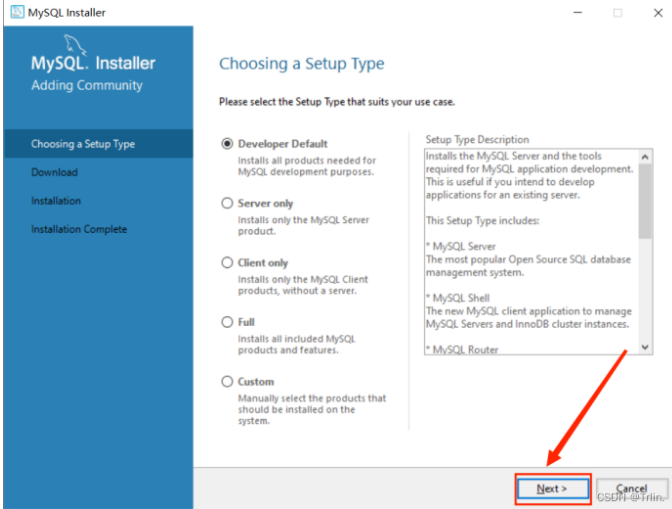 MySQL Installer
MySQL. Installer
Adding Community
Choosing a Setup Type
Download
Installation
Installation Complete
Choosing a Setup Type
Please select the Setup Type that suits your use case.
Developer Default
Installs all products needed for
MySQL development purposes.
Server only
Installs only the MySQL Server
product.
Client only
Installs only the MySQL Client
products, without a server.
Full
Installs all included MySQL
products and features.
Custom
Manually select the products that
should be installed on the
system.
Setup Type Description
Installs the MySQL Server and the tools
required for MySQL application development.
This is useful if you intend to develop
applications for an existing server.
This Setup Type includes:
* MySQL Server
The most popular Open Source SQL database
management system.
* MySQL Shell
The new MySQL client application to manage
MySQL Servers and InnoDB cluster instances.
* MySQL Router
Next >
Cancel
CSDN @Trlin.